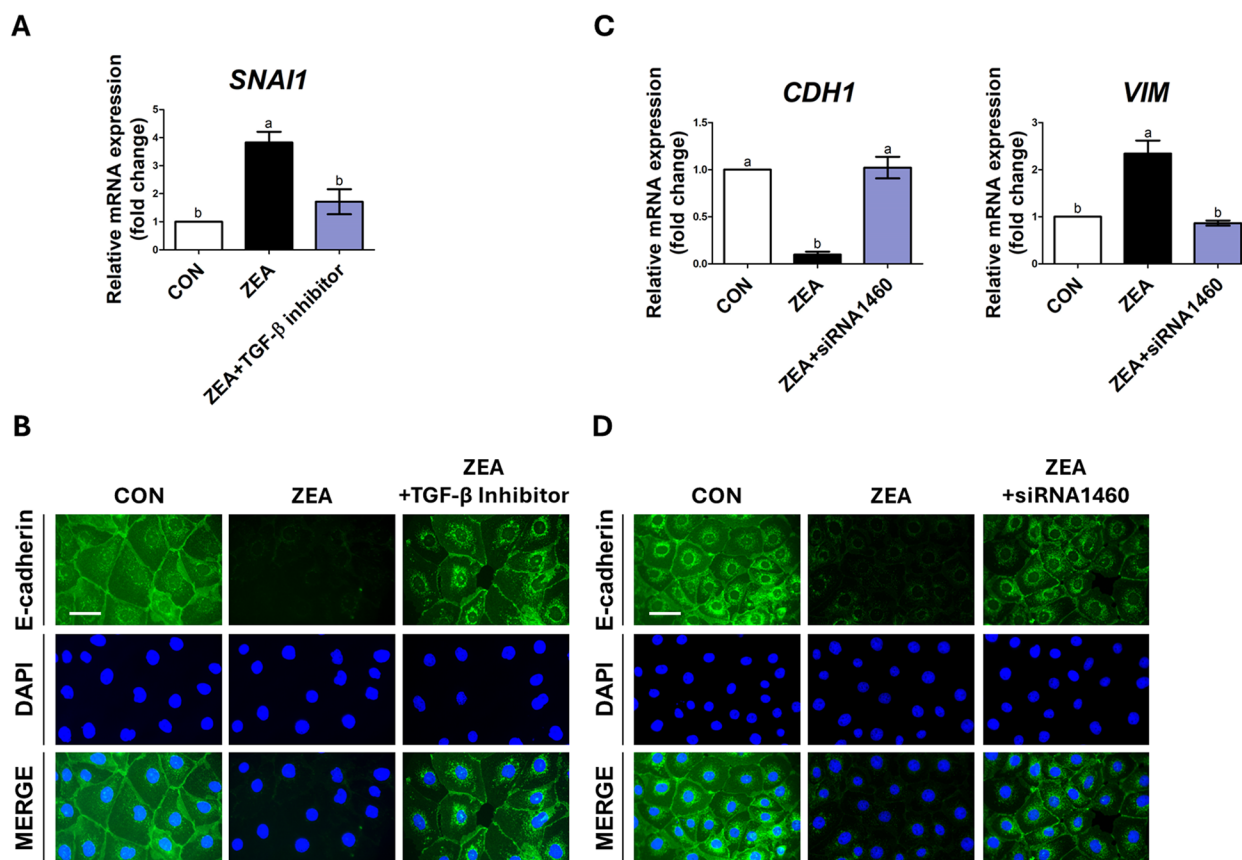 A
SNAI1
Relative mRNA expression
(fold change)
5
4
3
2
1
0
a
b
b
CON
ZEA
ZEA+TGF-β inhibitor
C
CDH1
Relative mRNA expression
(fold change)
1.5
1.0
0.5
0.0
a
b
a
CON
ZEA
ZEA+siRNA1460
VIM
Relative mRNA expression
(fold change)
3
2
1
0
b
a
b
CON
ZEA
ZEA+siRNA1460
B
CON
ZEA
ZEA
+TGF-β Inhibitor
E-cadherin
DAPI
MERGE
D
CON
ZEA
ZEA
+siRNA1460
E-cadherin
DAPI
MERGE